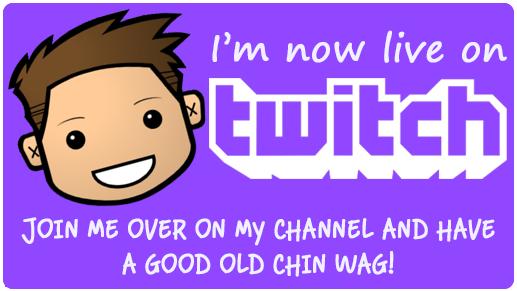 I'm now live on
twitch
JOIN ME OVER ON MY CHANNEL AND HAVE
A GOOD OLD CHIN WAG!